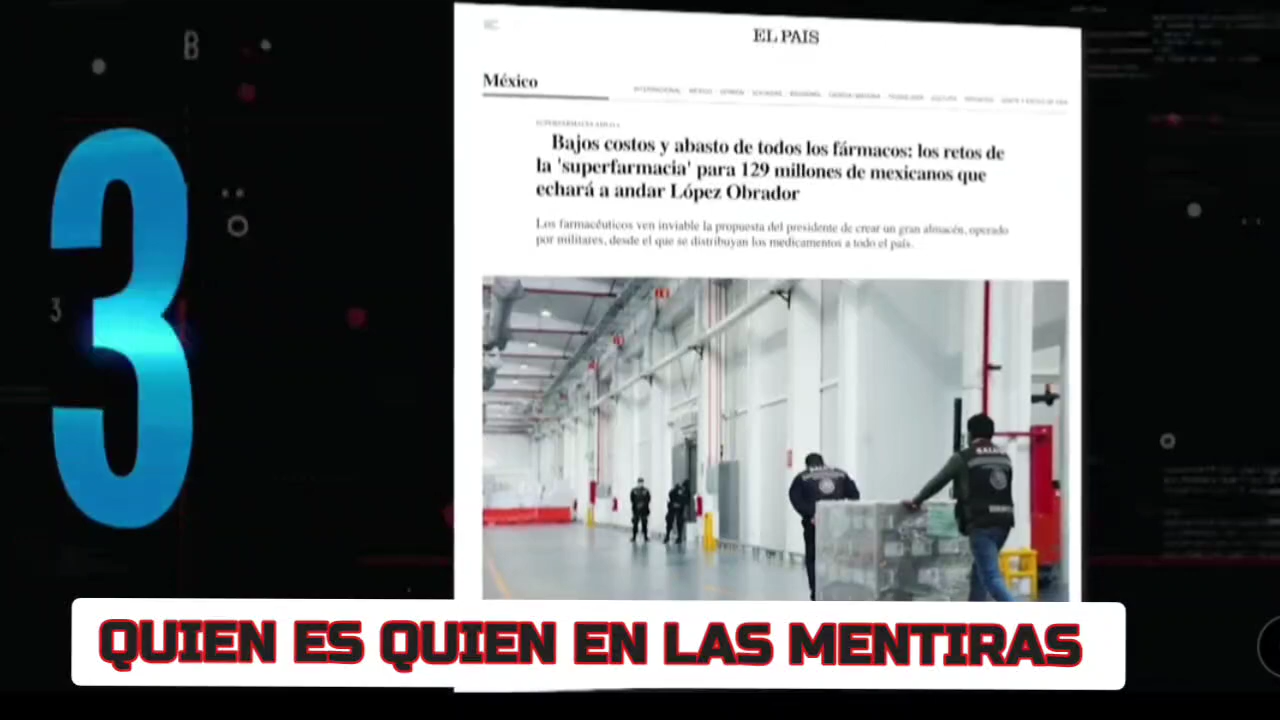 B
EL PAIS
México
Bajos costos y abasto de todos los fármacos: los retos de
la 'superfarmacia' para 129 millones de mexicanos que
echará a andar López Obrador
Los farmacéuticos ven inviable la propuesta del presidente de crear un gran almacén, operado
por militares, desde el que se distribuyan los medicamentos a todo el país.
3
3
SALUD
QUIEN ES QUIEN EN LAS MENTIRAS